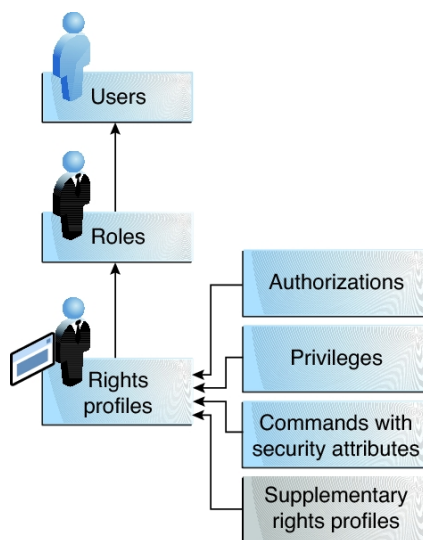 Users
Roles
Rights
profiles
Authorizations
Privileges
Commands with
security attributes
Supplementary
rights profiles